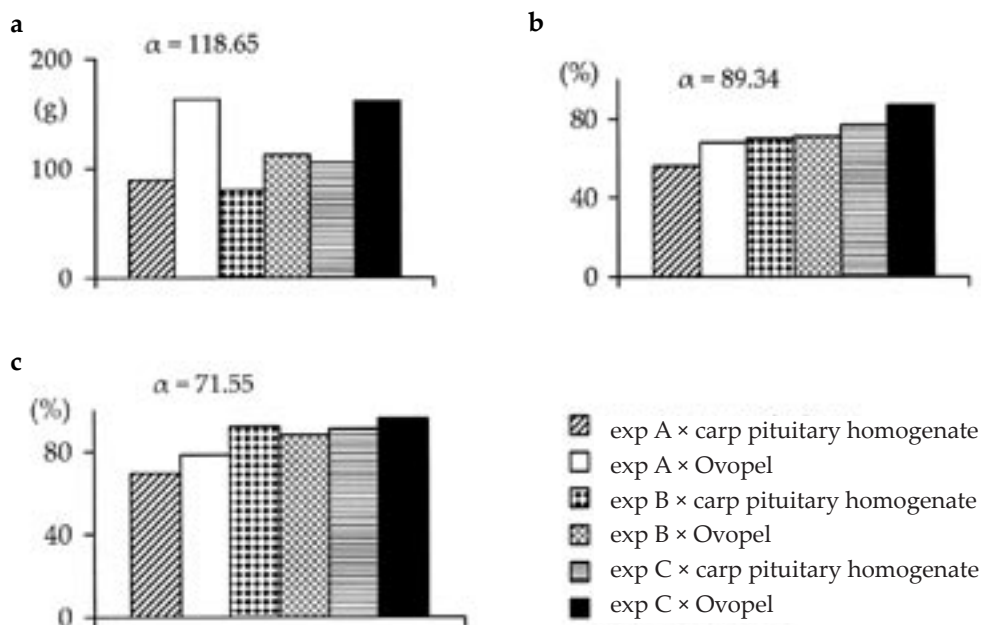 a
α = 118.65
200
(g)
100
0
b
(%)
α = 89.34
80
40
0
c
α = 71.55
(%)
80
40
0
exp A × carp pituitary homogenate
exp A × Ovopel
exp B × carp pituitary homogenate
exp B × Ovopel
exp C × carp pituitary homogenate
exp C × Ovopel